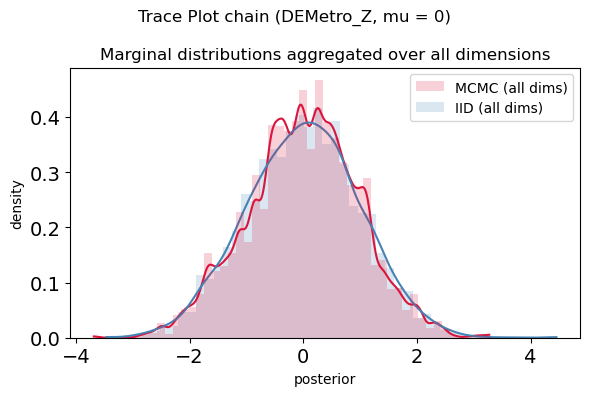 Trace Plot chain (DEMetro_Z, mu = 0)
Marginal distributions aggregated over all dimensions
MCMC (all dims)
IID (all dims)
density
0.4
0.3
0.2
0.1
0.0
−4
−2
0
2
4
posterior